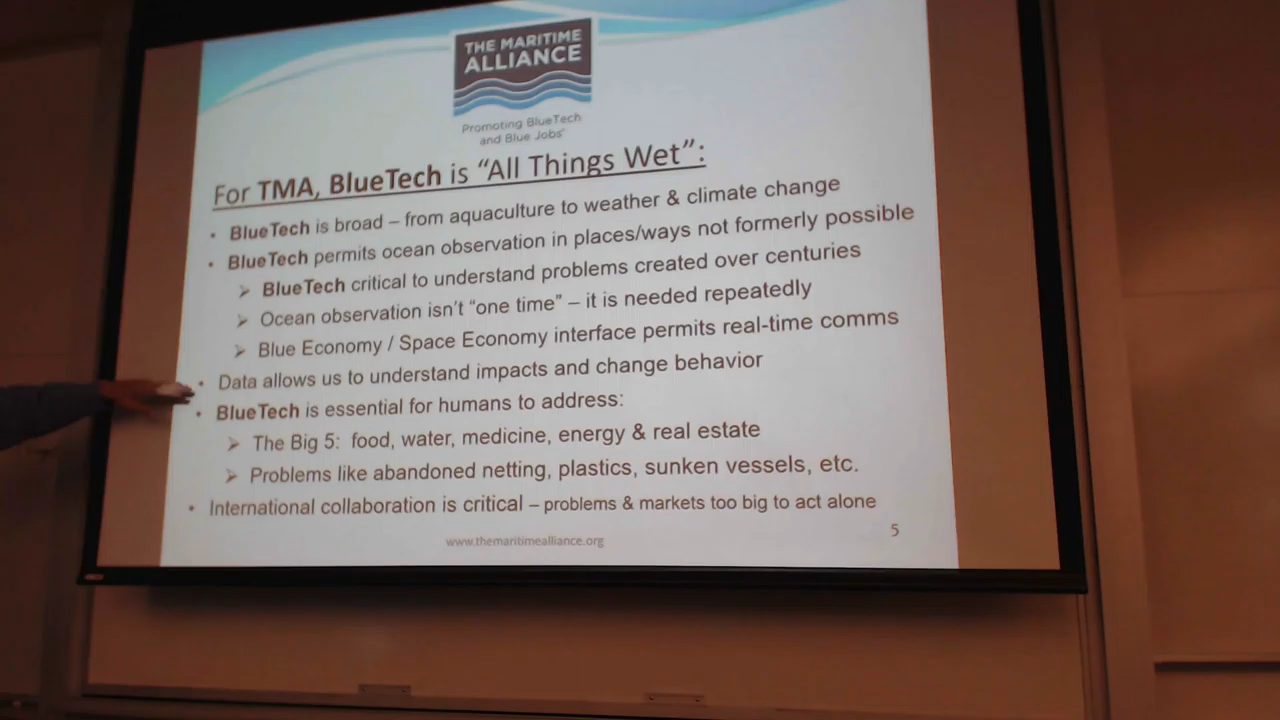 THE MARITIME
ALLIANCE
Promoting BlueTech
and Blue Jobs
For TMA, BlueTech is “All Things Wet”:
• BlueTech is broad – from aquaculture to weather & climate change
• BlueTech permits ocean observation in places/ways not formerly possible
➢ BlueTech critical to understand problems created over centuries
➢ Ocean observation isn’t “one time” – it is needed repeatedly
➢ Blue Economy / Space Economy interface permits real-time comms
• Data allows us to understand impacts and change behavior
• BlueTech is essential for humans to address:
➢ The Big 5: food, water, medicine, energy & real estate
➢ Problems like abandoned netting, plastics, sunken vessels, etc.
• International collaboration is critical – problems & markets too big to act alone
www.themaritimealliance.org
5